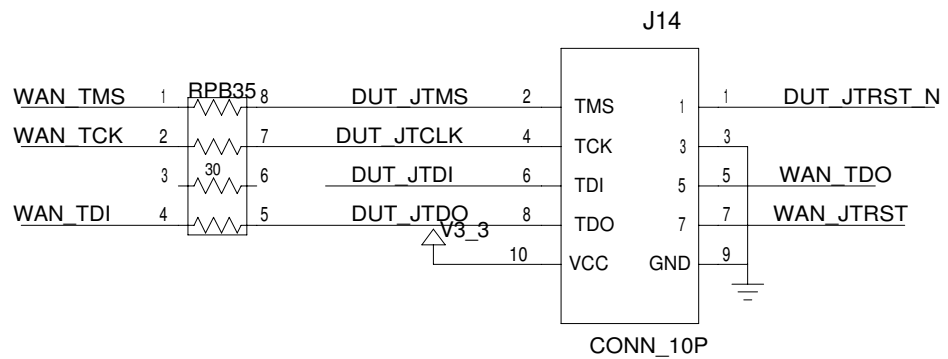 J14
WAN_TMS 1 RPB35 8 DUT_JTMS 2 TMS 1 1 DUT_JTRST_N
WAN_TCK 2 7 DUT_JTCLK 4 TCK 3 3
3 30 6 DUT_JTDI 6 TDI 5 5 WAN_TDO
WAN_TDI 4 5 DUT_JTDO 8 TDO 7 7 WAN_JTRST
V3_3
10 VCC GND 9
CONN_10P